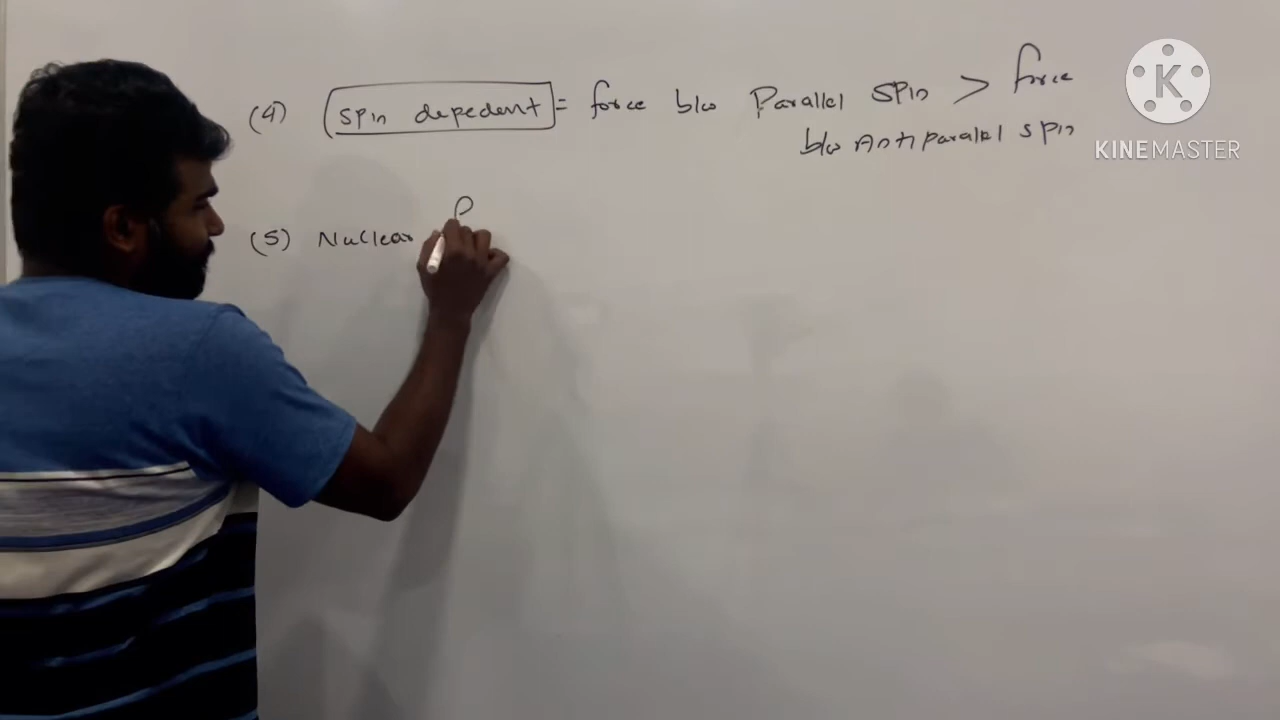 (4) spin depedent = force b/w Parallel spin > force
b/w Antiparallel spin
(5) Nuclear
K
KINEMASTER